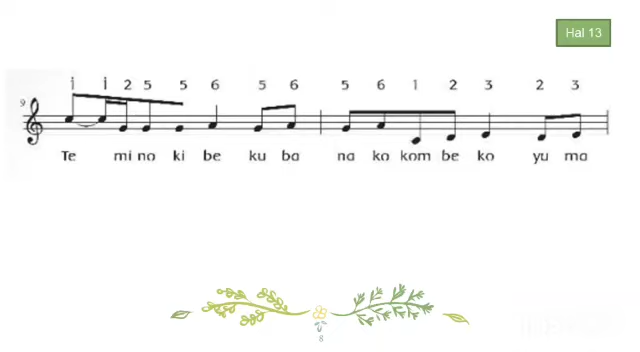 Hal 13
i i 2 5 5 6 5 6 5 6 1 2 3 2 3
9
Te mi no ki be ku ba na ko kom be ko yu ma
8